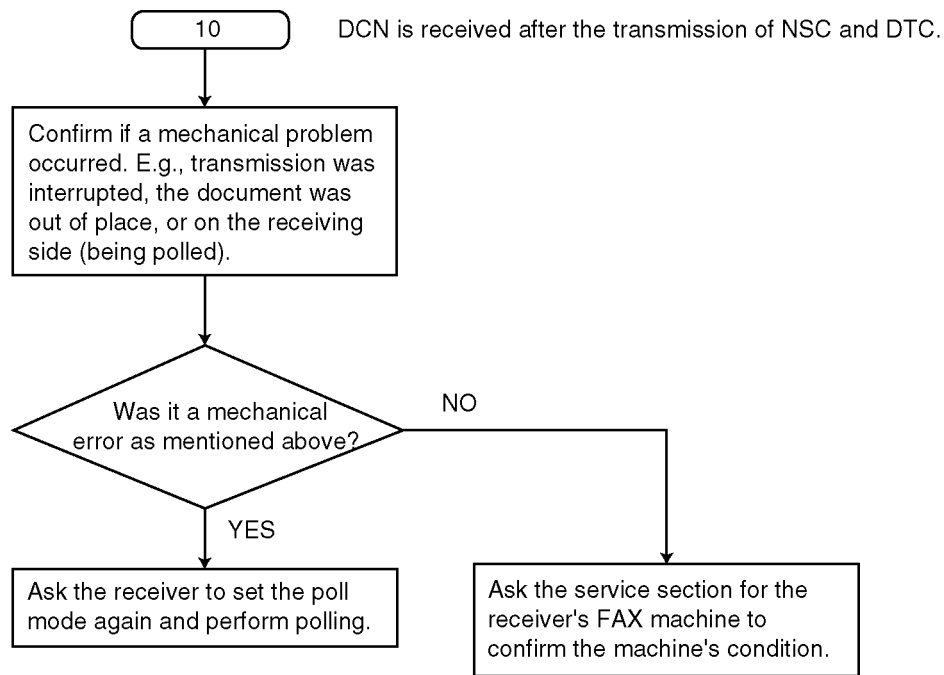 10
DCN is received after the transmission of NSC and DTC.
Confirm if a mechanical problem
occurred. E.g., transmission was
interrupted, the document was
out of place, or on the receiving
side (being polled).
Was it a mechanical
error as mentioned above?
NO
YES
Ask the receiver to set the poll
mode again and perform polling.
Ask the service section for the
receiver's FAX machine to
confirm the machine's condition.